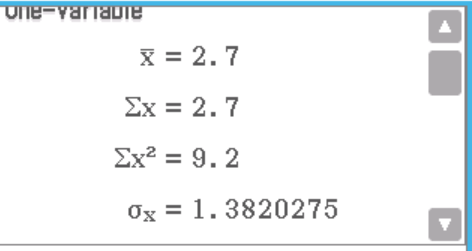 One-Variable
x̄ = 2.7
Σx = 2.7
Σx² = 9.2
σₓ = 1.3820275